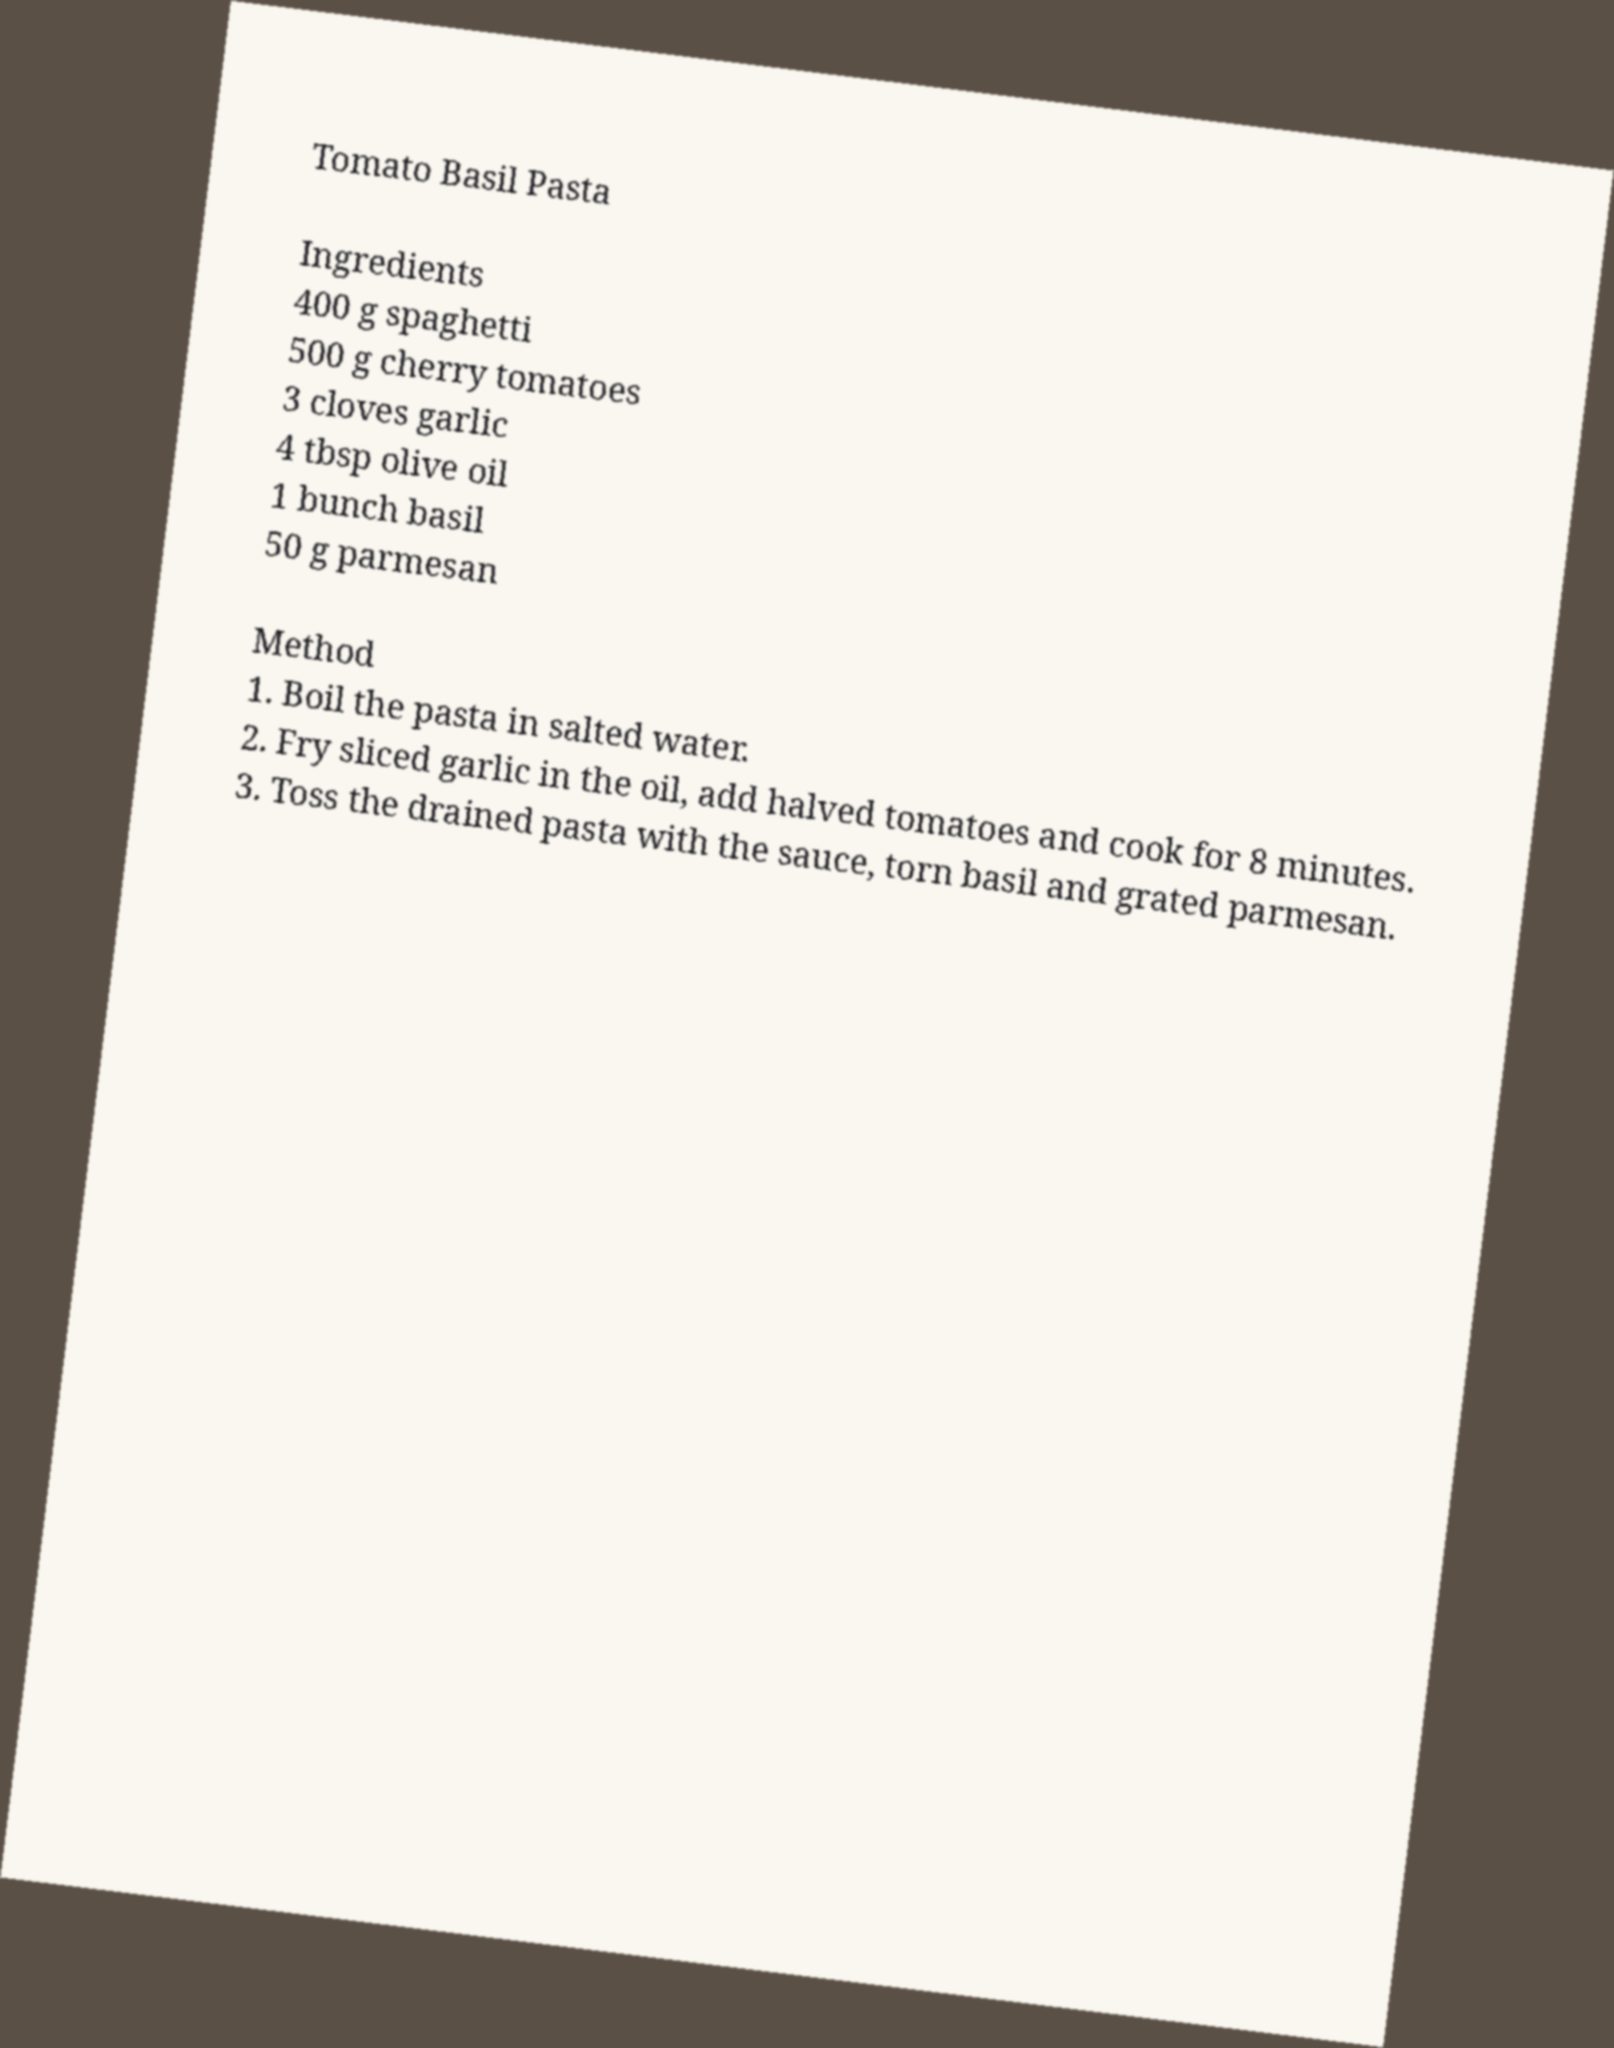 Tomato Basil Pasta

Ingredients
400 g spaghetti
500 g cherry tomatoes
3 cloves garlic
4 tbsp olive oil
1 bunch basil
50 g parmesan

Method
1. Boil the pasta in salted water.
2. Fry sliced garlic in the oil, add halved tomatoes and cook for 8 minutes.
3. Toss the drained pasta with the sauce, torn basil and grated parmesan.